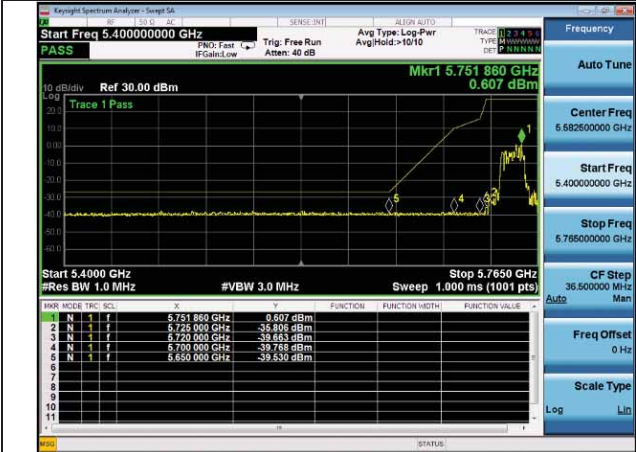 Keysight Spectrum Analyzer - Swept SA
RF 50 Ω AC SENSE:INT ALIGN AUTO
Start Freq 5.400000000 GHz
PASS
PNO: Fast
IFGain:Low
Trig: Free Run
Atten: 40 dB
Avg Type: Log-Pwr
Avg|Hold:>10/10
TRACE 1 2 3 4 5 6
TYPE M W W W W W
DET P N N N N N
Mkr1 5.751 860 GHz
0.607 dBm
10 dB/div Ref 30.00 dBm
Log
Trace 1 Pass
20.0
10.0
0.00
-10.0
-20.0
-30.0
-40.0
-50.0
-60.0
1
5
4
3
2
Start 5.4000 GHz
Stop 5.7650 GHz
#Res BW 1.0 MHz
#VBW 3.0 MHz
Sweep 1.000 ms (1001 pts)
MKR MODE TRC SCL X Y FUNCTION FUNCTION WIDTH FUNCTION VALUE
1 N 1 f 5.751 860 GHz 0.607 dBm
2 N 1 f 5.725 000 GHz -35.806 dBm
3 N 1 f 5.720 000 GHz -39.663 dBm
4 N 1 f 5.700 000 GHz -39.768 dBm
5 N 1 f 5.650 000 GHz -39.530 dBm
6
7
8
9
10
11
MSG
STATUS
Frequency
Auto Tune
Center Freq
5.582500000 GHz
Start Freq
5.400000000 GHz
Stop Freq
5.765000000 GHz
CF Step
36.500000 MHz
Auto Man
Freq Offset
0 Hz
Scale Type
Log Lin